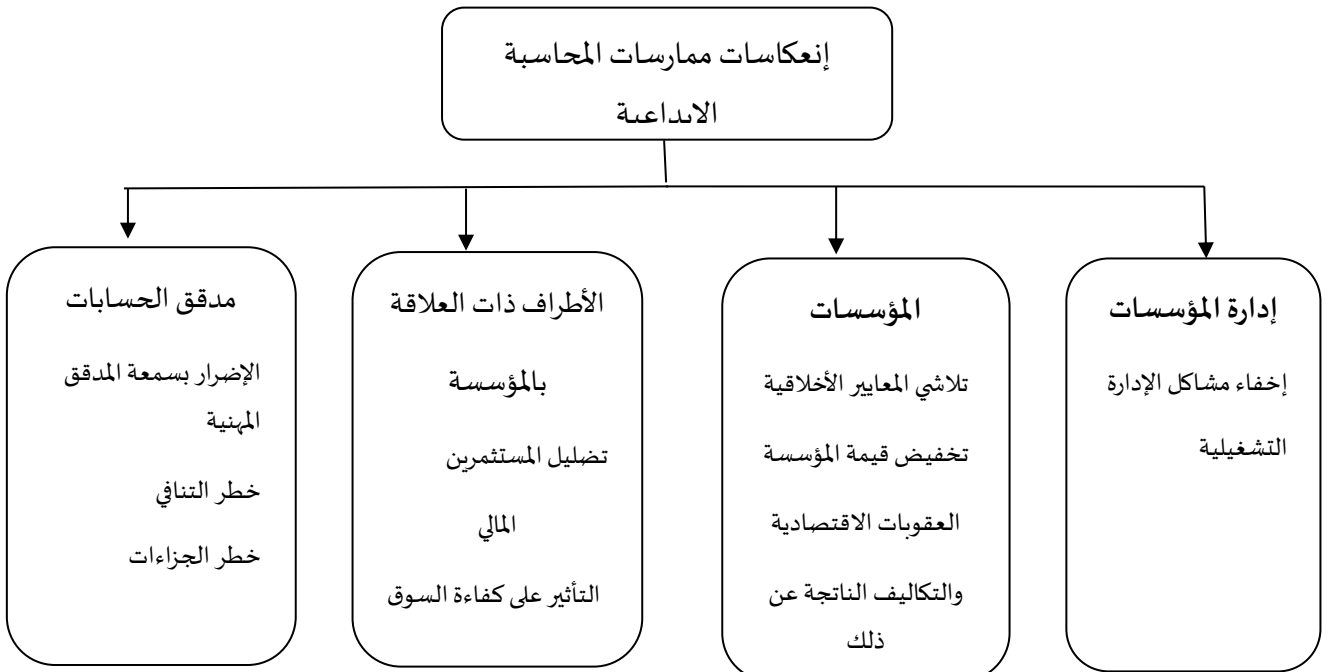 إنعكاسات ممارسات المحاسبة
الابداعية
إدارة المؤسسات
إخفاء مشاكل الإدارة
التشغيلية
المؤسسات
تلاشي المعايير الأخلاقية
تخفيض قيمة المؤسسة
العقوبات الاقتصادية
والتكاليف الناتجة عن
ذلك
الأطراف ذات العلاقة
بالمؤسسة
تضليل المستثمرين
المالي
التأثير على كفاءة السوق
مدقق الحسابات
الإضرار بسمعة المدقق
المهنية
خطر التنافي
خطر الجزاءات